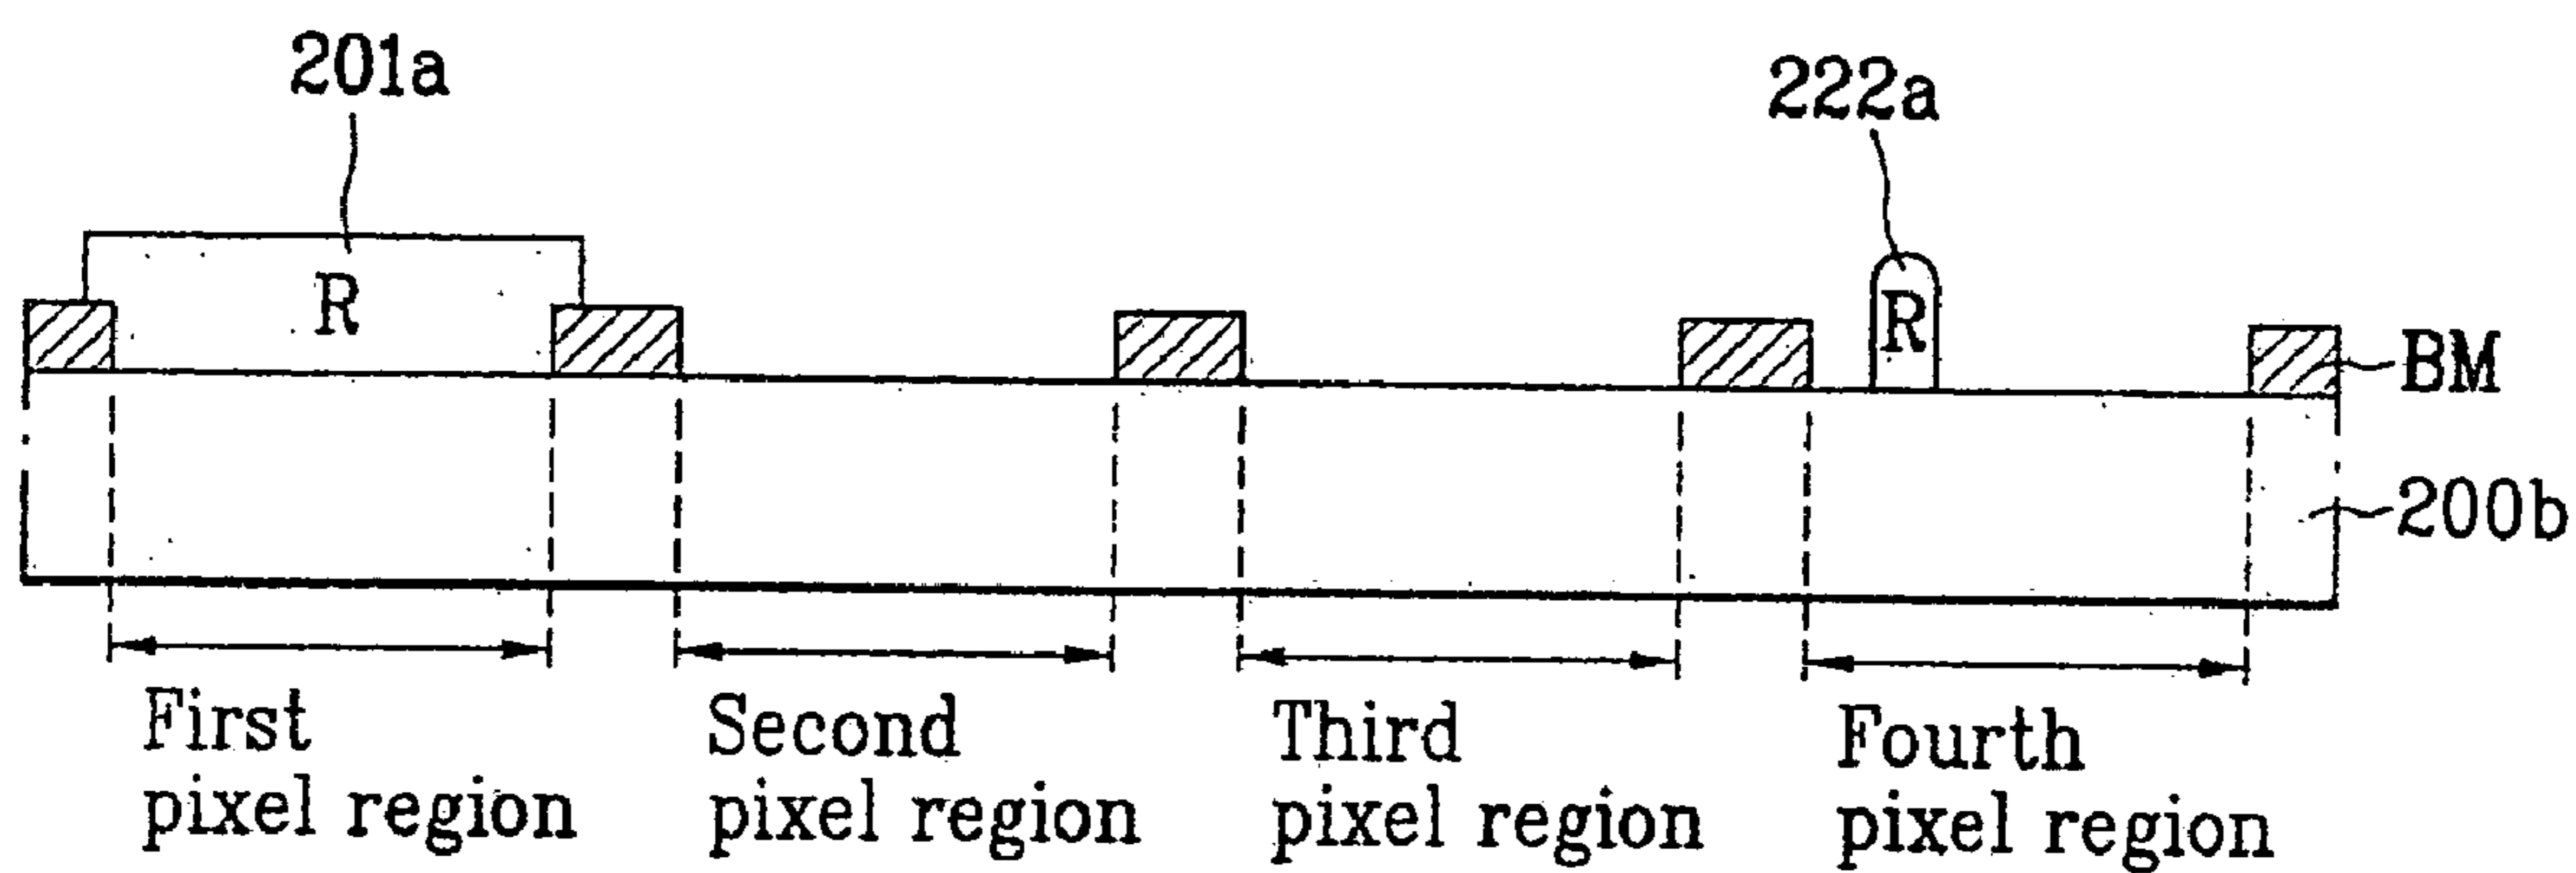 201a
222a
R
R
BM
200b
First
pixel region
Second
pixel region
Third
pixel region
Fourth
pixel region